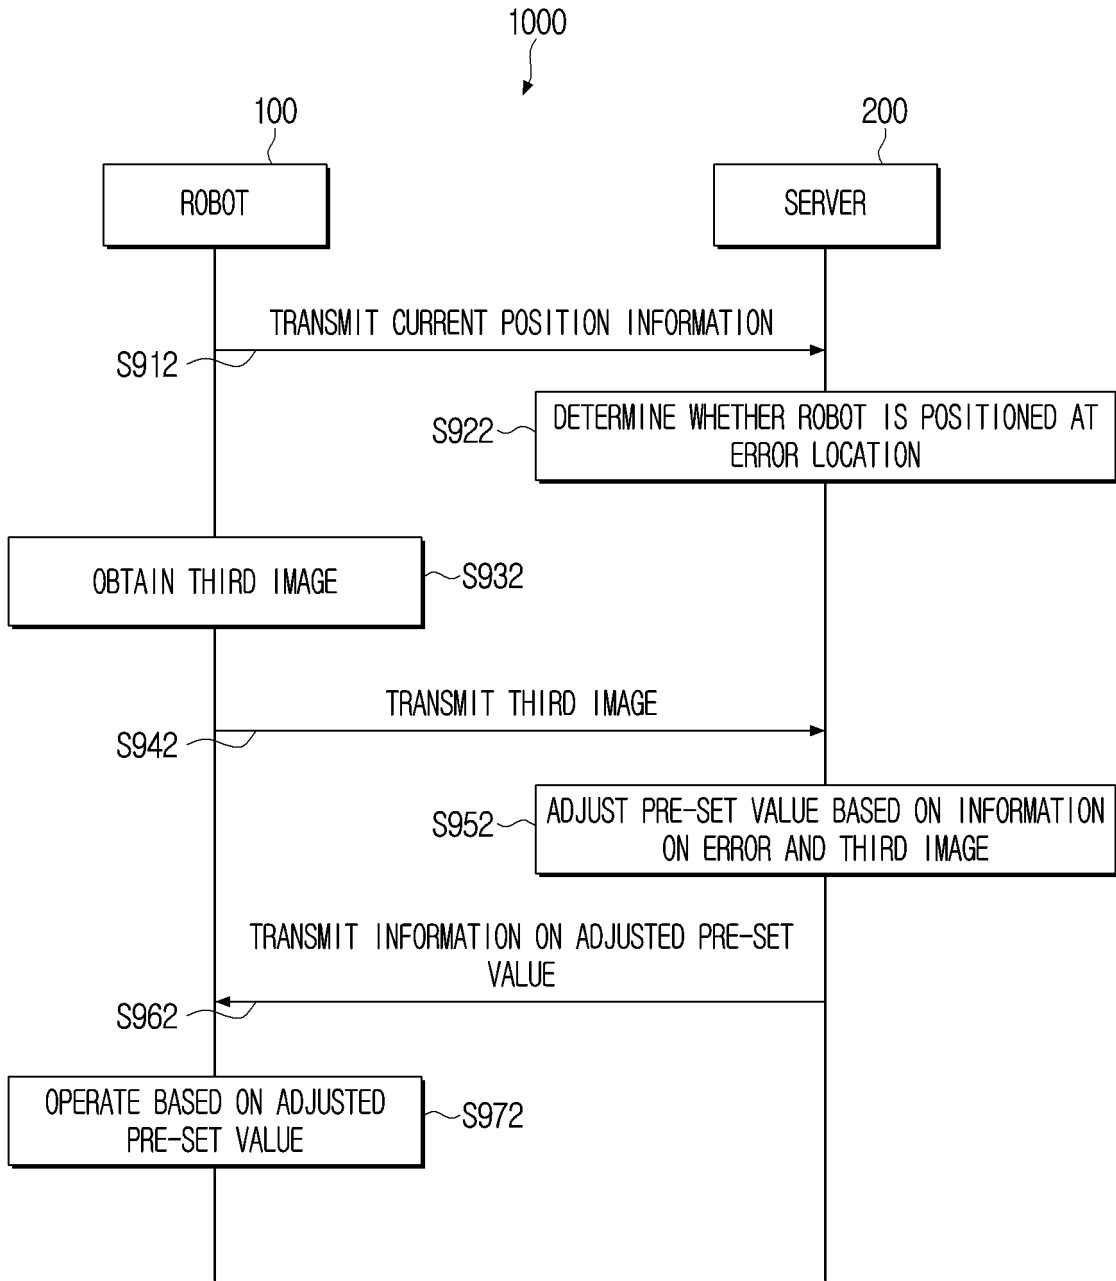 1000
100
200
ROBOT
SERVER
TRANSMIT CURRENT POSITION INFORMATION
S912
S922
DETERMINE WHETHER ROBOT IS POSITIONED AT
ERROR LOCATION
OBTAIN THIRD IMAGE
S932
TRANSMIT THIRD IMAGE
S942
S952
ADJUST PRE-SET VALUE BASED ON INFORMATION
ON ERROR AND THIRD IMAGE
TRANSMIT INFORMATION ON ADJUSTED PRE-SET
VALUE
S962
OPERATE BASED ON ADJUSTED
PRE-SET VALUE
S972